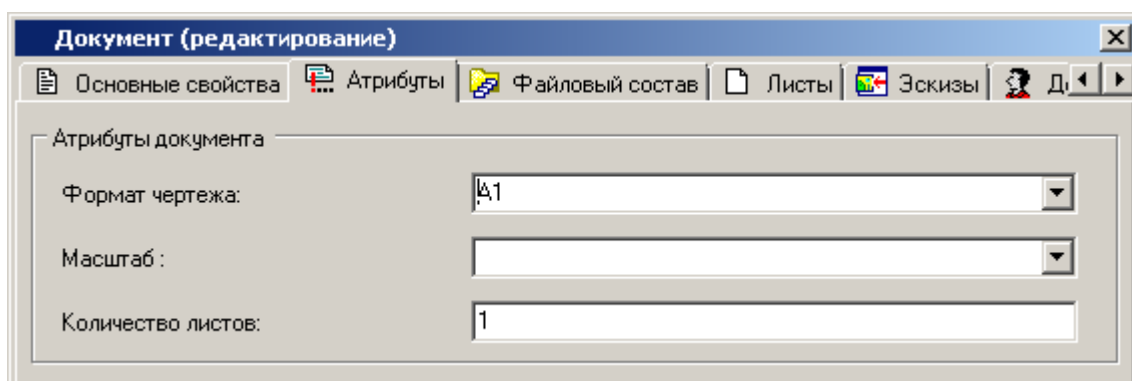 Документ (редактирование)
Основные свойства Атрибуты Файловый состав Листы Эскизы
Атрибуты документа
Формат чертежа: А1
Масштаб :
Количество листов: 1